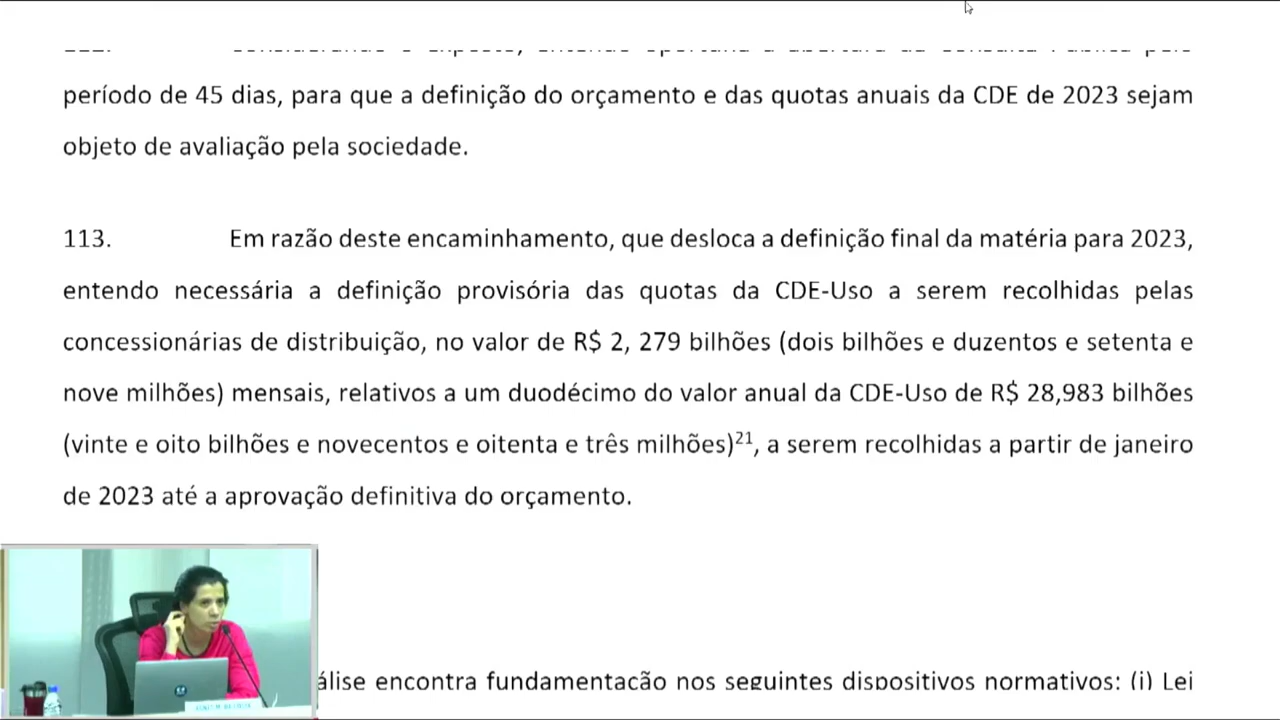 período de 45 dias, para que a definição do orçamento e das quotas anuais da CDE de 2023 sejam
objeto de avaliação pela sociedade.
113. Em razão deste encaminhamento, que desloca a definição final da matéria para 2023,
entendo necessária a definição provisória das quotas da CDE-Uso a serem recolhidas pelas
concessionárias de distribuição, no valor de R$ 2, 279 bilhões (dois bilhões e duzentos e setenta e
nove milhões) mensais, relativos a um duodécimo do valor anual da CDE-Uso de R$ 28,983 bilhões
(vinte e oito bilhões e novecentos e oitenta e três milhões)²¹, a serem recolhidas a partir de janeiro
de 2023 até a aprovação definitiva do orçamento.
álise encontra fundamentação nos seguintes dispositivos normativos: (i) Lei